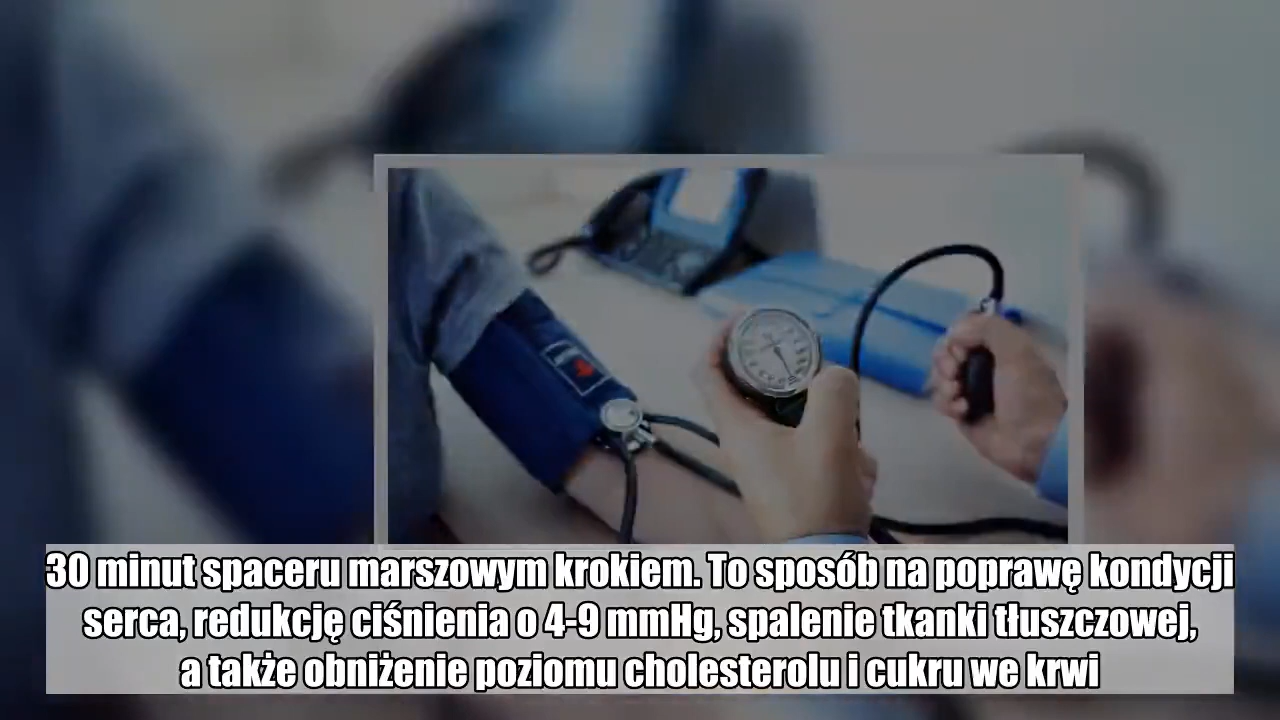 30 minut spaceru marszowym krokiem. To sposób na poprawę kondycji
serca, redukcję ciśnienia o 4-9 mmHg, spalenie tkanki tłuszczowej,
a także obniżenie poziomu cholesterolu i cukru we krwi